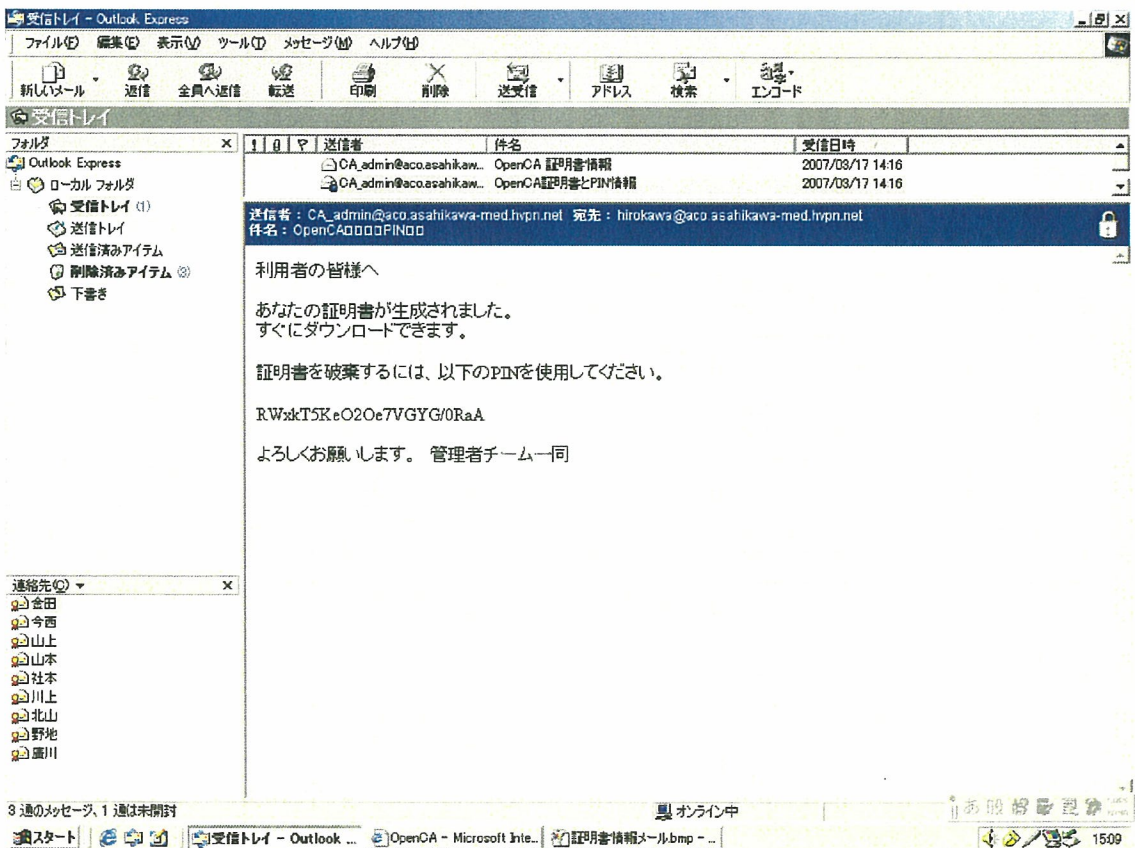 受信トレイ - Outlook Express
ファイル(F) 編集(E) 表示(V) ツール(T) メッセージ(M) ヘルプ(H)
新しいメール 返信 全員へ返信 転送 印刷 削除 送受信 アドレス 検索 エンコード
受信トレイ
フォルダ
Outlook Express
ローカル フォルダ
受信トレイ (1)
送信トレイ
送信済みアイテム
削除済みアイテム (3)
下書き
送信者 件名 受信日時
CA_admin@aco.asahikaw... OpenCA 証明書情報 2007/03/17 14:16
CA_admin@aco.asahikaw... OpenCA証明書とPIN情報 2007/03/17 14:16
送信者: CA_admin@aco.asahikawa-med.hvpn.net 宛先: hirokawa@aco.asahikawa-med.hvpn.net
件名: OpenCA□□□□PIN□□
利用者の皆様へ
あなたの証明書が生成されました。
すぐにダウンロードできます。
証明書を破棄するには、以下のPINを使用してください。
RWxkT5KeO2Oe7VGYG/0RaA
よろしくお願いします。 管理者チーム一同
連絡先(C)
金田
今西
山上
山本
社本
川上
北山
野地
廣川
3 通のメッセージ、1 通は未開封
オンライン中
スタート
受信トレイ - Outlook ...
OpenCA - Microsoft Inte...
証明書情報メール.bmp - ...
15:09